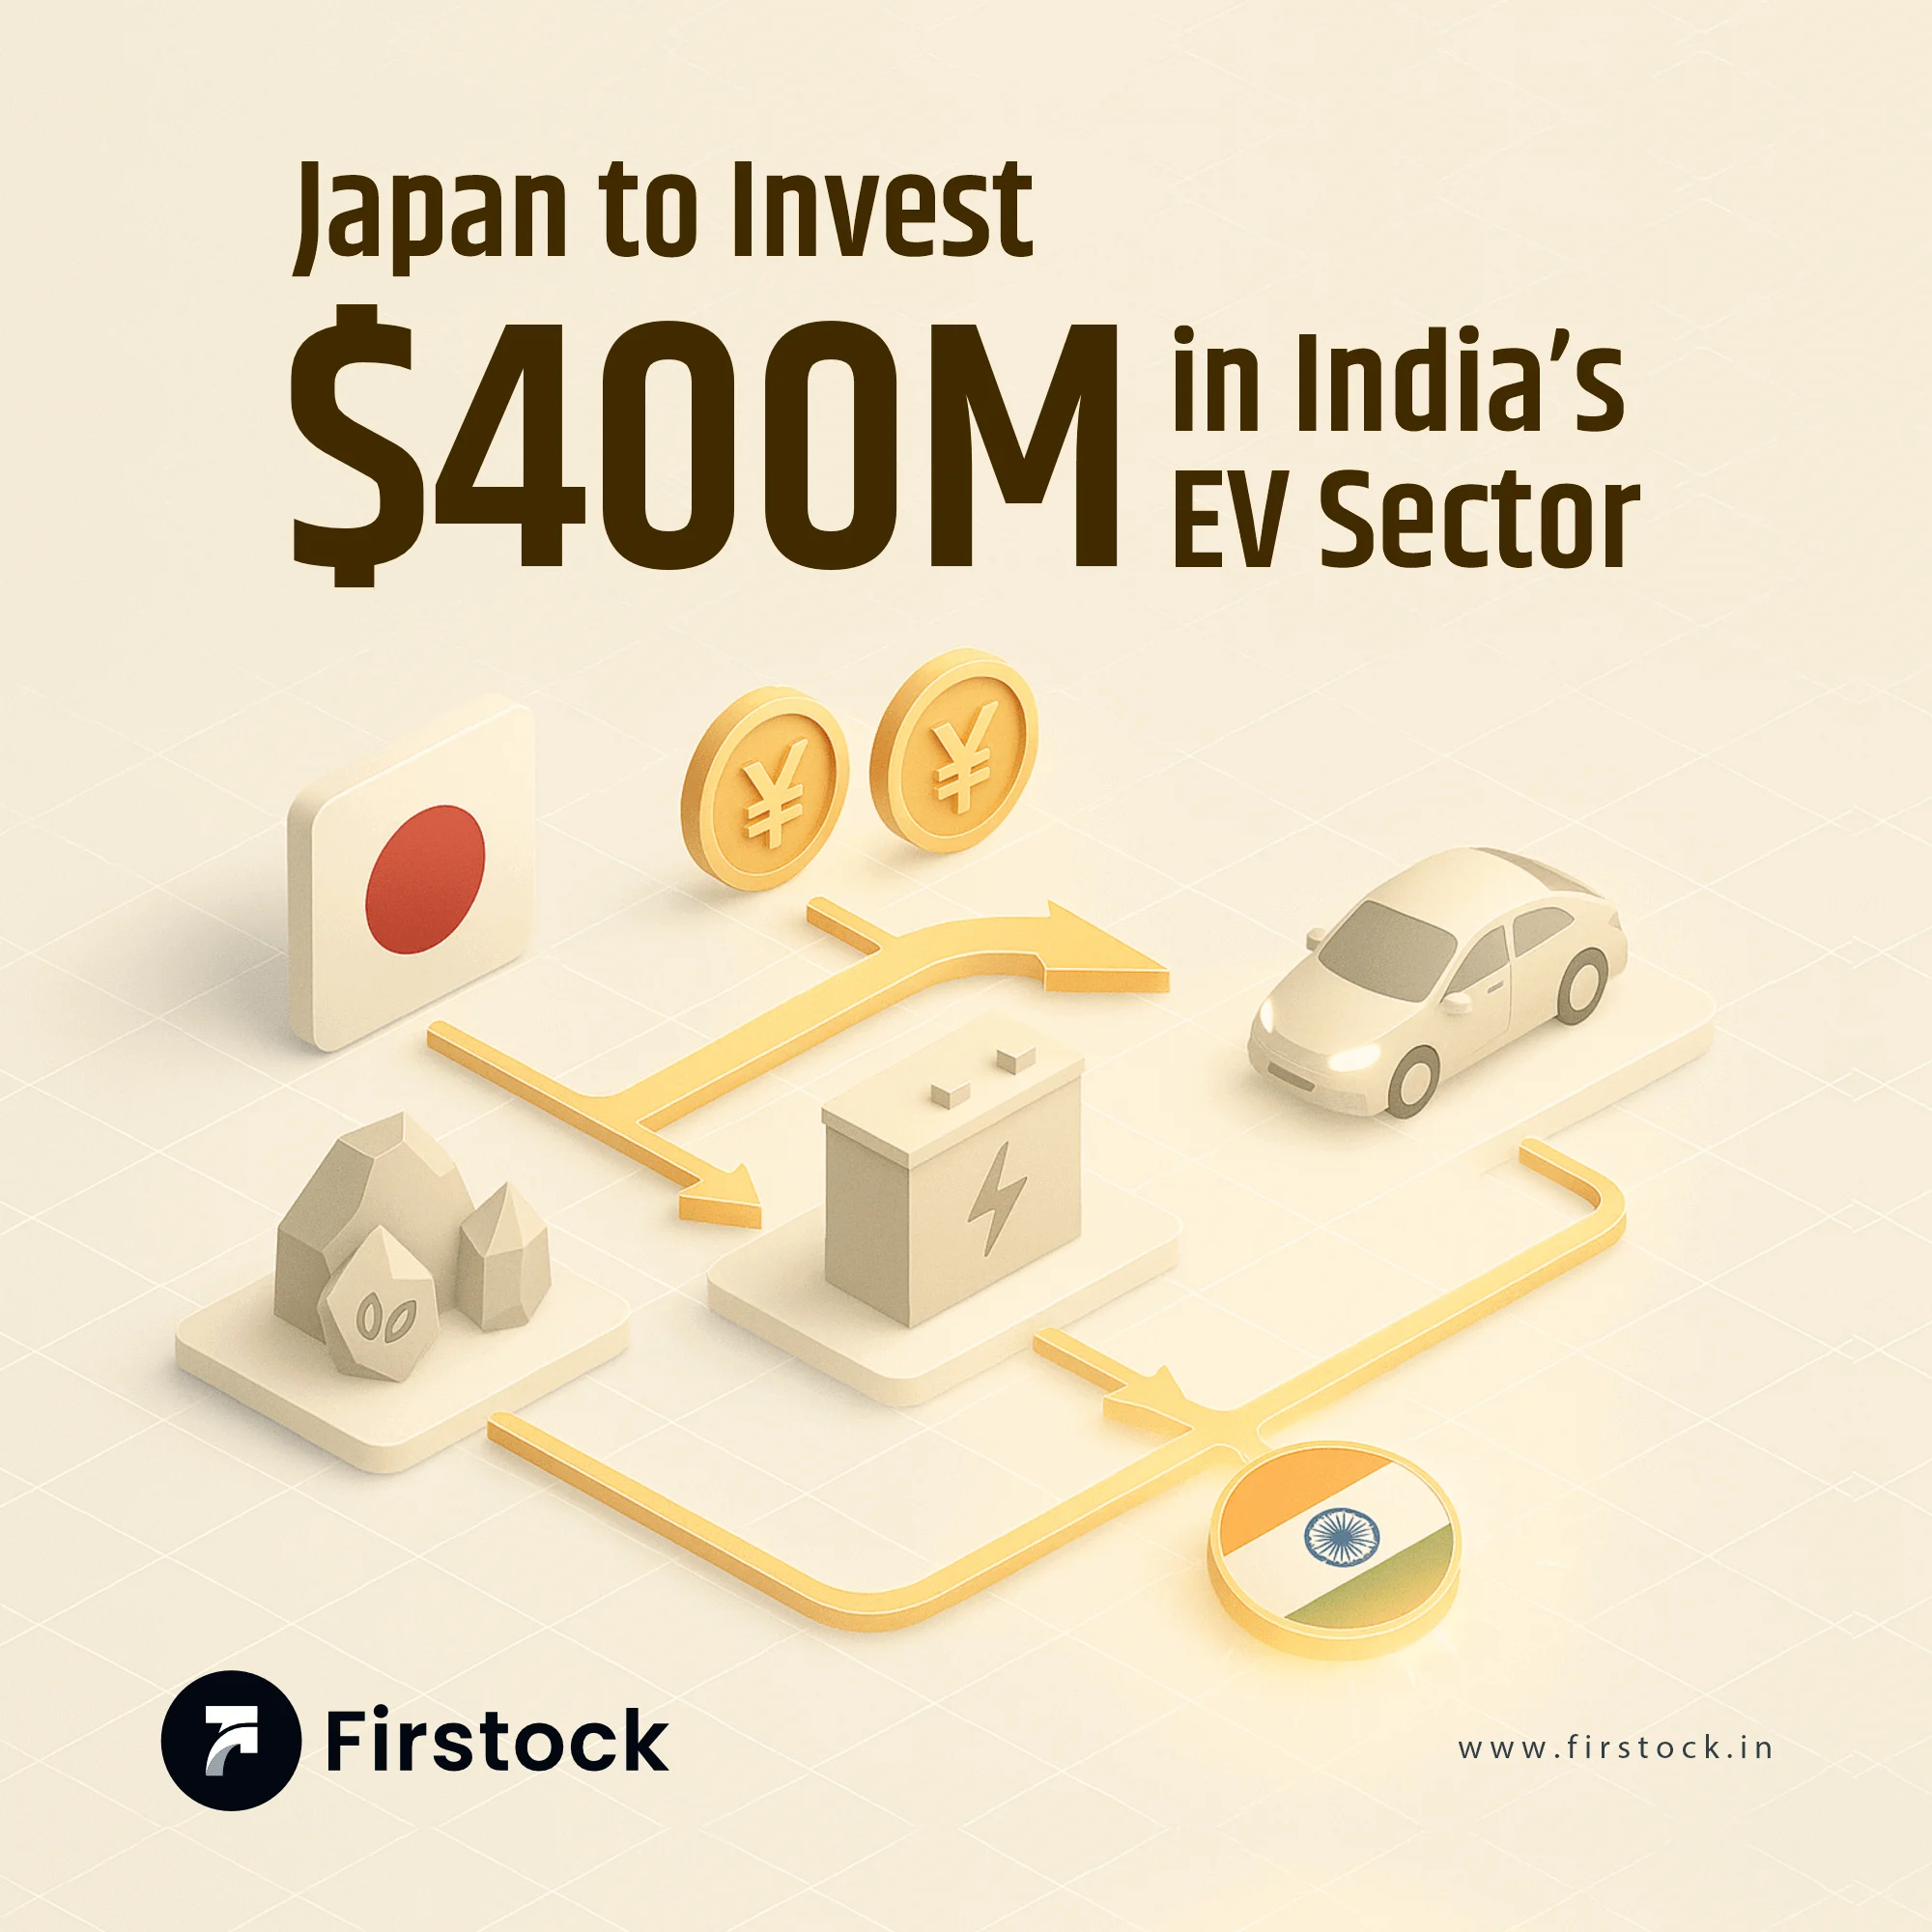 Japan to Invest
$400M in India’s
EV Sector
¥ ¥
Firstock
www.firstock.in